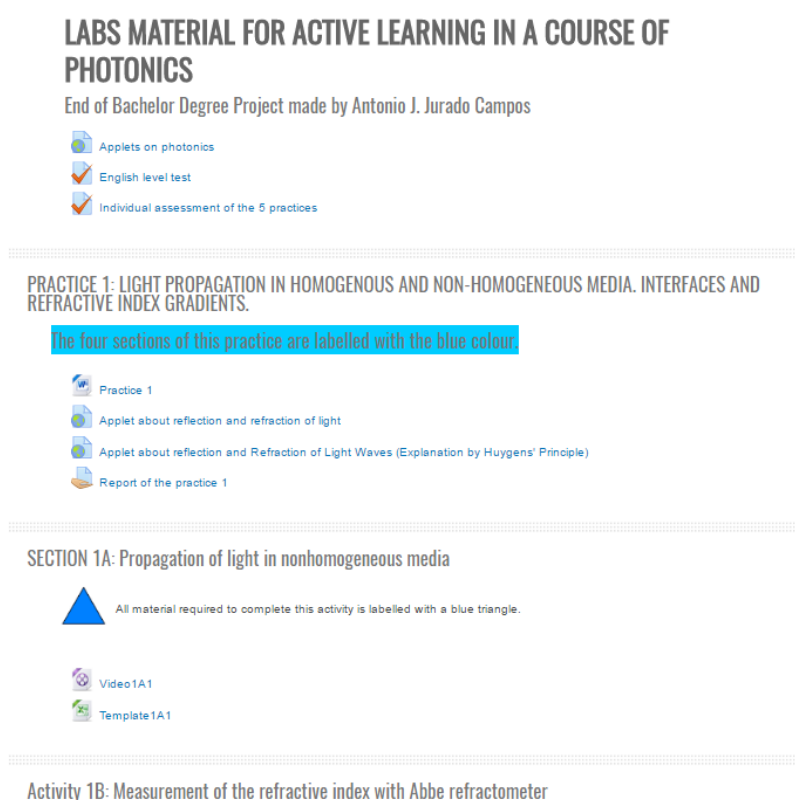 LABS MATERIAL FOR ACTIVE LEARNING IN A COURSE OF
PHOTONICS
End of Bachelor Degree Project made by Antonio J. Jurado Campos
Applets on photonics
English level test
Individual assessment of the 5 practices
PRACTICE 1: LIGHT PROPAGATION IN HOMOGENOUS AND NON-HOMOGENEOUS MEDIA. INTERFACES AND
REFRACTIVE INDEX GRADIENTS.
The four sections of this practice are labelled with the blue colour.
Practice 1
Applet about reflection and refraction of light
Applet about reflection and Refraction of Light Waves (Explanation by Huygens' Principle)
Report of the practice 1
SECTION 1A: Propagation of light in nonhomogeneous media
All material required to complete this activity is labelled with a blue triangle.
Video1A1
Template1A1
Activity 1B: Measurement of the refractive index with Abbe refractometer